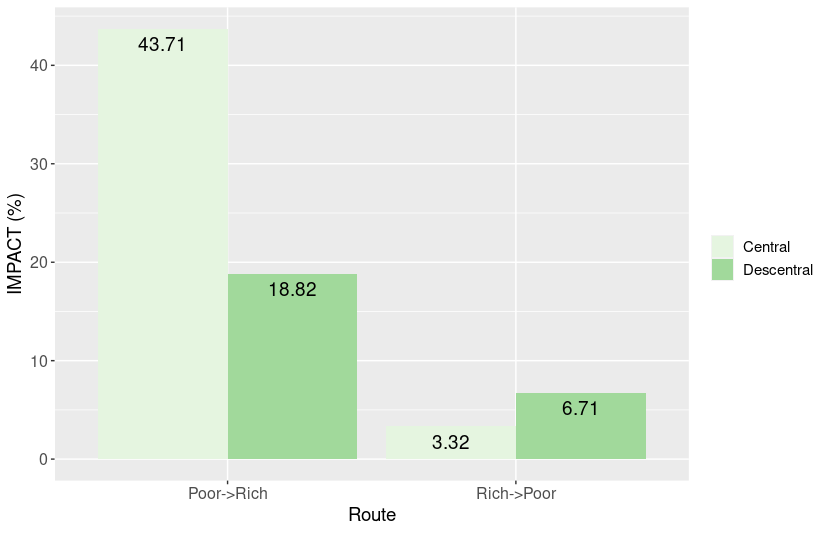 IMPACT (%)
40
30
20
10
0
43.71
18.82
3.32
6.71
Poor->Rich
Rich->Poor
Route
Central
Descentral